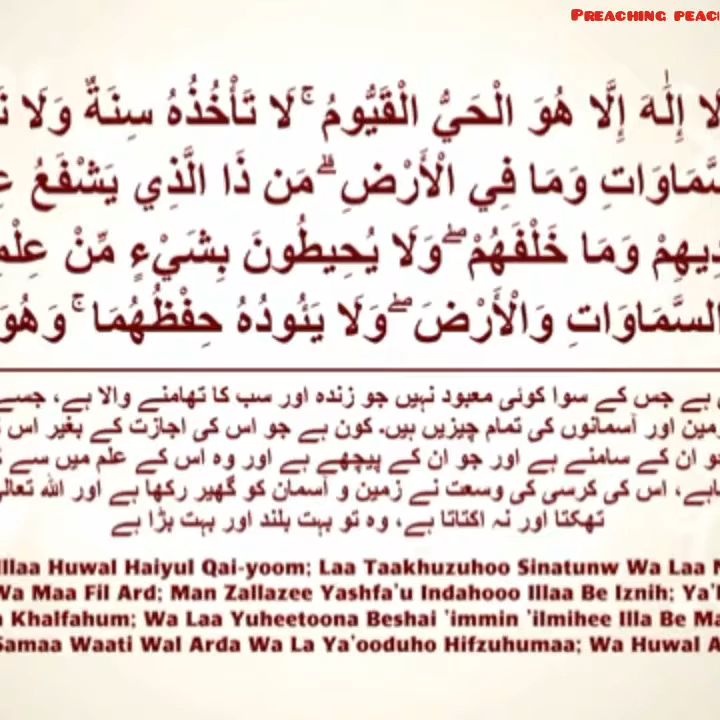 PREACHING PEAC
لَا إِلَٰهَ إِلَّا هُوَ الْحَيُّ الْقَيُّومُ ۚ لَا تَأْخُذُهُ سِنَةٌ وَلَا
سَّمَاوَاتِ وَمَا فِي الْأَرْضِ ۗ مَن ذَا الَّذِي يَشْفَعُ
دِيهِمْ وَمَا خَلْفَهُمْ ۖ وَلَا يُحِيطُونَ بِشَيْءٍ مِّنْ عِلْمِ
السَّمَاوَاتِ وَالْأَرْضَ ۖ وَلَا يَئُودُهُ حِفْظُهُمَا ۚ وَهُوَ
ہے جس کے سوا کوئی معبود نہیں جو زندہ اور سب کا تھامنے والا ہے، جسے
مین اور آسمانوں کی تمام چیزیں ہیں۔ کون ہے جو اس کی اجازت کے بغیر اس
جو ان کے سامنے ہے اور جو ان کے پیچھے ہے اور وہ اس کے علم میں سے
اہے، اس کی کرسی کی وسعت نے زمین و آسمان کو گھیر رکھا ہے اور اللہ تعالی
تھکتا اور نہ اکتاتا ہے، وہ تو بہت بلند اور بہت بڑا ہے
Illaa Huwal Haiyul Qai-yoom; Laa Taakhuzuhoo Sinatunw Wa Laa N
Wa Maa Fil Ard; Man Zallazee Yashfa'u Indahooo Illaa Be Iznih; Ya'
Khalfahum; Wa Laa Yuheetoona Beshai 'immin 'ilmihee Illa Be Ma
Samaa Waati Wal Arda Wa La Ya'ooduho Hifzuhumaa; Wa Huwal A